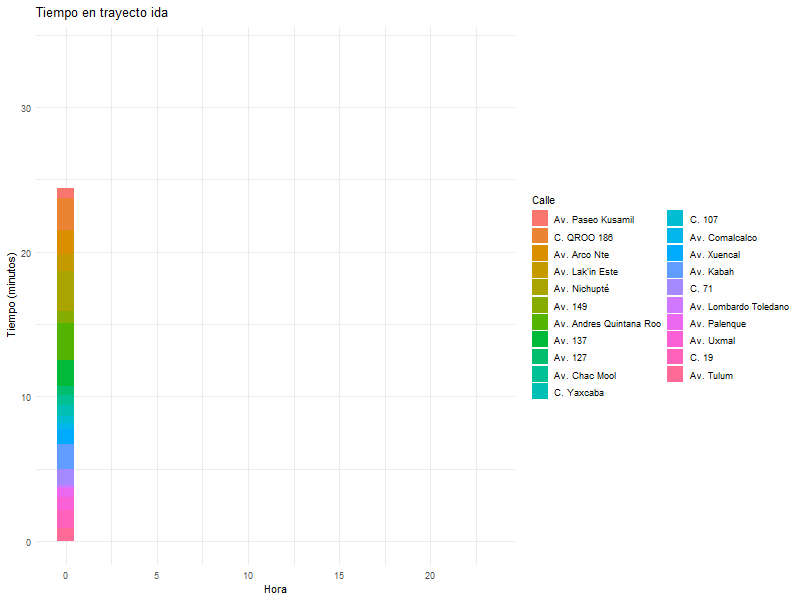 Tiempo en trayecto ida
Tiempo (minutos)
30
20
10
0
0 5 10 15 20
Hora
Calle
Av. Paseo Kusamil
C. QROO 186
Av. Arco Nte
Av. Lak'in Este
Av. Nichupté
Av. 149
Av. Andres Quintana Roo
Av. 137
Av. 127
Av. Chac Mool
C. Yaxcaba
C. 107
Av. Comalcalco
Av. Xuencal
Av. Kabah
C. 71
Av. Lombardo Toledano
Av. Palenque
Av. Uxmal
C. 19
Av. Tulum